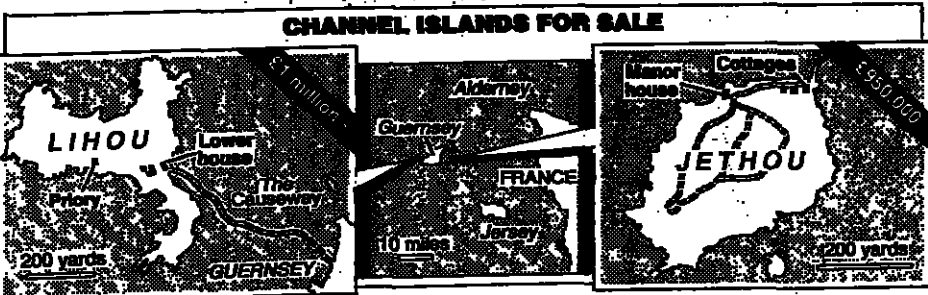 CHANNEL ISLANDS FOR SALE
£1 million
LIHOU
Lower
house
Priory
The
Causeway
200 yards
GUERNSEY
Alderney
Guernsey
FRANCE
Jersey
10 miles
£950,000
Manor
house
Cottages
JETHOU
200 yards